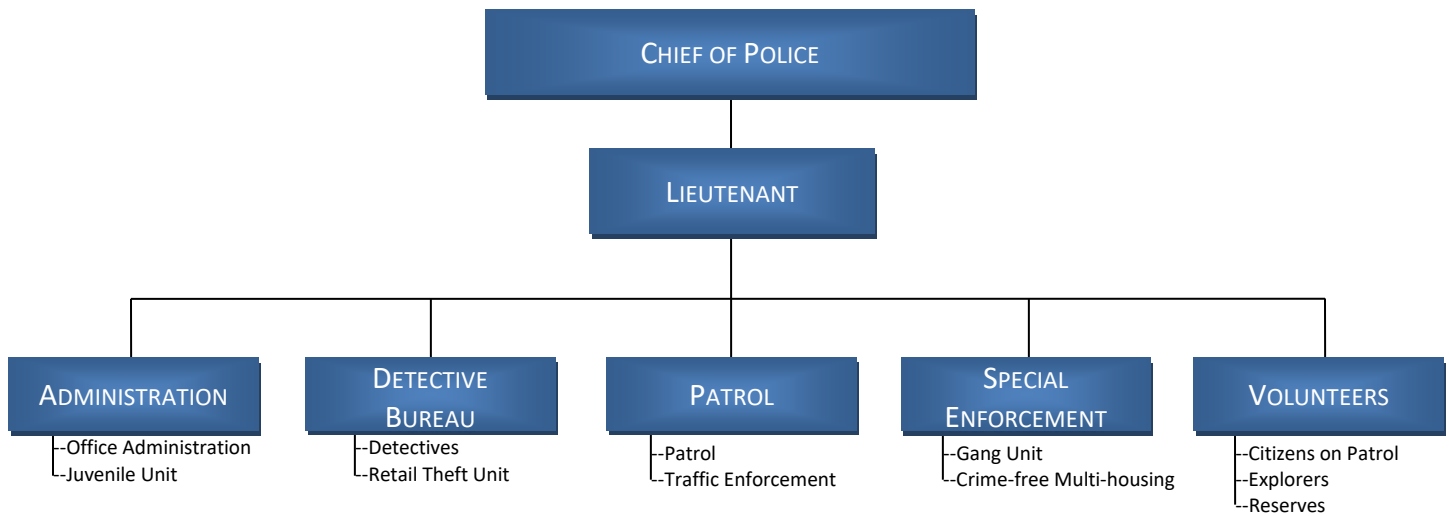 CHIEF OF POLICE
LIEUTENANT
ADMINISTRATION
--Office Administration
--Juvenile Unit
DETECTIVE
BUREAU
--Detectives
--Retail Theft Unit
PATROL
--Patrol
--Traffic Enforcement
SPECIAL
ENFORCEMENT
--Gang Unit
--Crime-free Multi-housing
VOLUNTEERS
--Citizens on Patrol
--Explorers
--Reserves